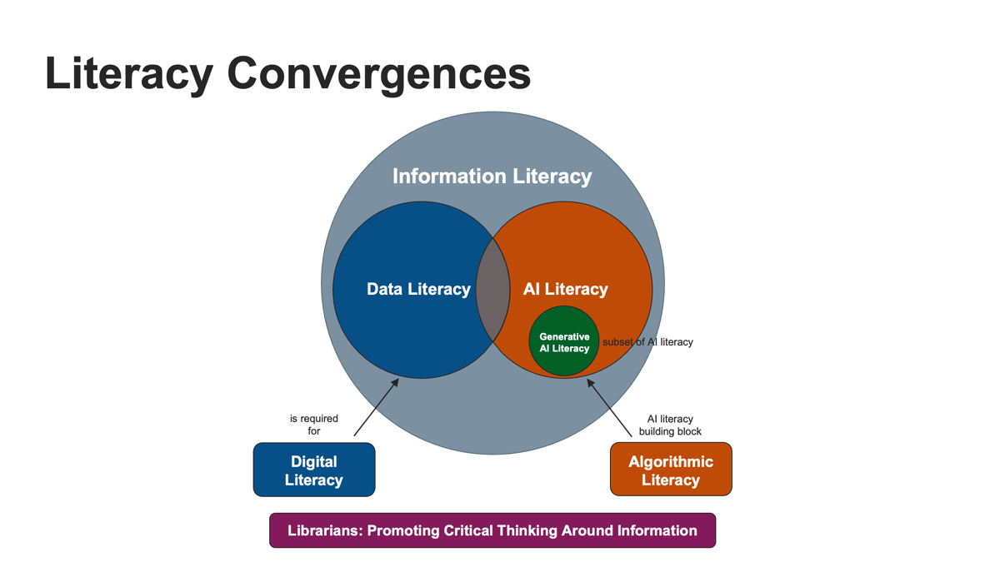 Literacy Convergences
Information Literacy
Data Literacy
AI Literacy
Generative
AI Literacy
subset of AI literacy
is required
for
AI literacy
building block
Digital
Literacy
Algorithmic
Literacy
Librarians: Promoting Critical Thinking Around Information